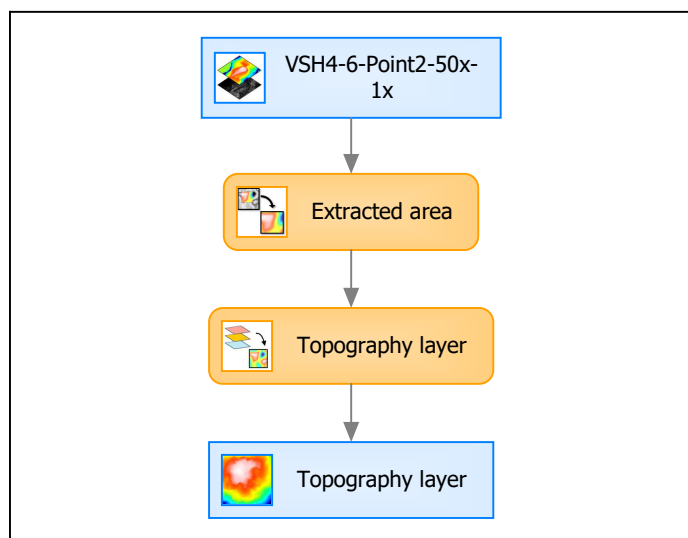 VSH4-6-Point2-50x-
1x
Extracted area
Topography layer
Topography layer